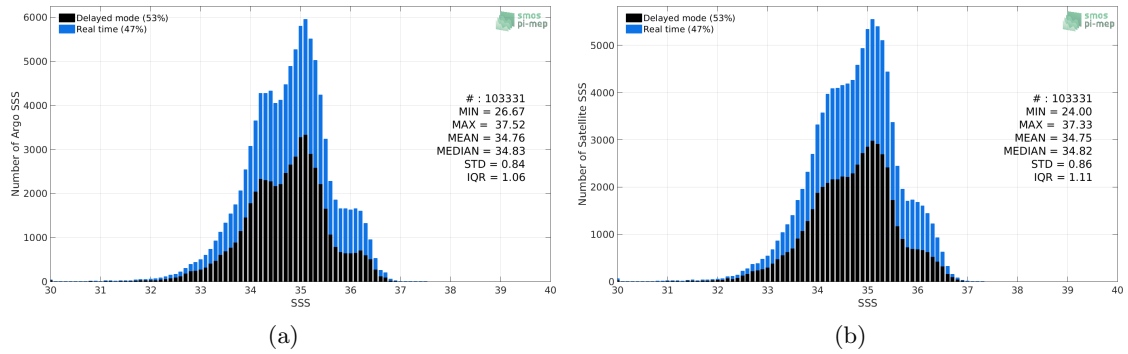 Delayed mode (53%)
Real time (47%)
smos
pi-mep
Number of Argo SSS
6000
5000
4000
3000
2000
1000
0
# : 103331
MIN = 26.67
MAX = 37.52
MEAN = 34.76
MEDIAN = 34.83
STD = 0.84
IQR = 1.06
30 31 32 33 34 35 36 37 38 39 40
SSS
(a)
Delayed mode (53%)
Real time (47%)
smos
pi-mep
Number of Satellite SSS
5000
4000
3000
2000
1000
0
# : 103331
MIN = 24.00
MAX = 37.33
MEAN = 34.75
MEDIAN = 34.82
STD = 0.86
IQR = 1.11
30 31 32 33 34 35 36 37 38 39 40
SSS
(b)